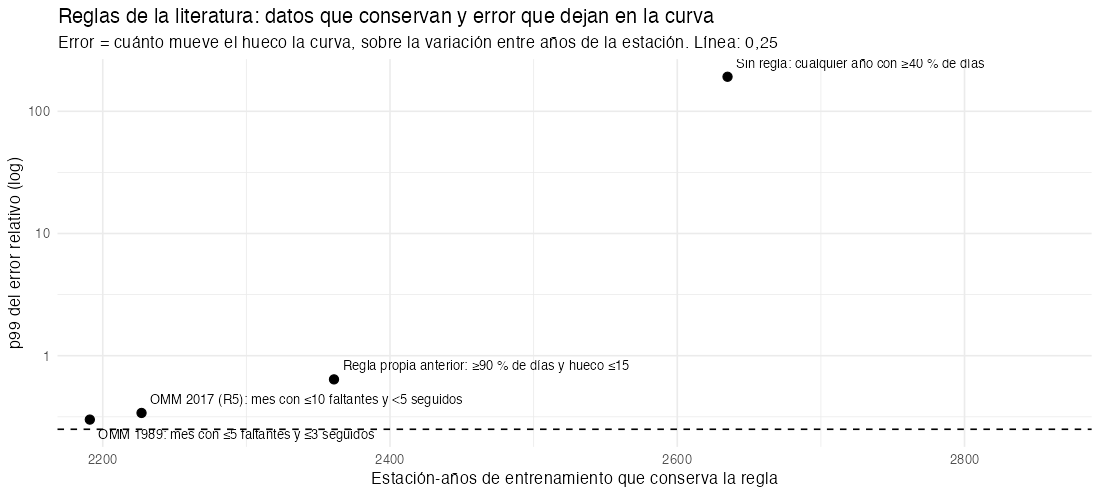 Reglas de la literatura: datos que conservan y error que dejan en la curva
Error = cuánto mueve el hueco la curva, sobre la variación entre años de la estación. Línea: 0,25
Sin regla: cualquier año con ≥40 % de días
100
10
Regla propia anterior: ≥90 % de días y hueco ≤15
1
OMM 2017 (R5): mes con ≤10 faltantes y <5 seguidos
OMM 1989: mes con ≤5 faltantes y ≤3 seguidos
2200
2400
2600
2800
Estación-años de entrenamiento que conserva la regla
p99 del error relativo (log)